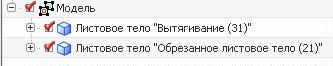 Модель
Листовое тело "Вытягивание (31)"
Листовое тело "Обрезанное листовое тело (21)"